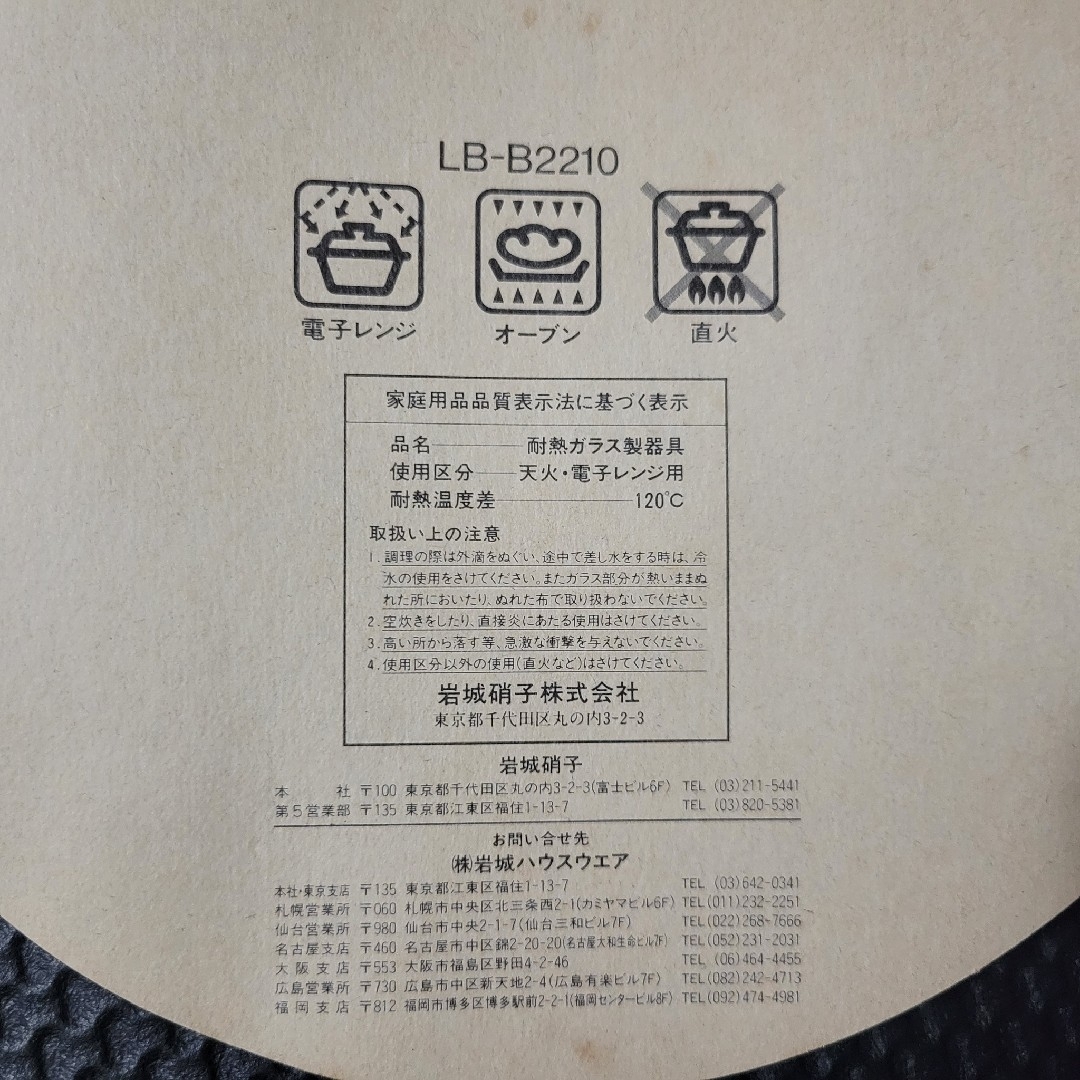 LB-B2210
電子レンジ オーブン 直火
家庭用品品質表示法に基づく表示
品名 耐熱ガラス製器具
使用区分 天火・電子レンジ用
耐熱温度差 120℃
取扱い上の注意
1. 調理の際は外滴をぬぐい、途中で差し水をする時は、冷
水の使用をさけてください。またガラス部分が熱いままぬ
れた所においたり、ぬれた布で取り扱わないでください。
2. 空炊きをしたり、直接炎にあたる使用はさけてください。
3. 高い所から落す等、急激な衝撃を与えないでください。
4. 使用区分以外の使用(直火など)はさけてください。
岩城硝子株式会社
東京都千代田区丸の内3-2-3
岩城硝子
本社 〒100 東京都千代田区丸の内3-2-3(富士ビル6F) TEL (03)211-5441
第5営業部 〒135 東京都江東区福住1-13-7 TEL (03)820-5381
お問い合せ先
(株)岩城ハウスウエア
本社・東京支店 〒135 東京都江東区福住1-13-7 TEL (03)642-0341
札幌営業所 〒060 札幌市中央区北三条西2-1(カミヤマビル6F) TEL(011)232-2251
仙台営業所 〒980 仙台市中央2-1-7(仙台三和ビル7F) TEL(022)268-7666
名古屋支店 〒460 名古屋市中区錦2-20-20(名古屋大和生命ビル7F) TEL(052)231-2031
大阪支店 〒553 大阪市福島区野田4-2-46 TEL (06)464-4455
広島営業所 〒730 広島市中区新天地2-4(広島有楽ビル7F) TEL(082)242-4713
福岡支店 〒812 福岡市博多区博多駅前2-2-1(福岡センタービル8F) TEL(092)474-4981